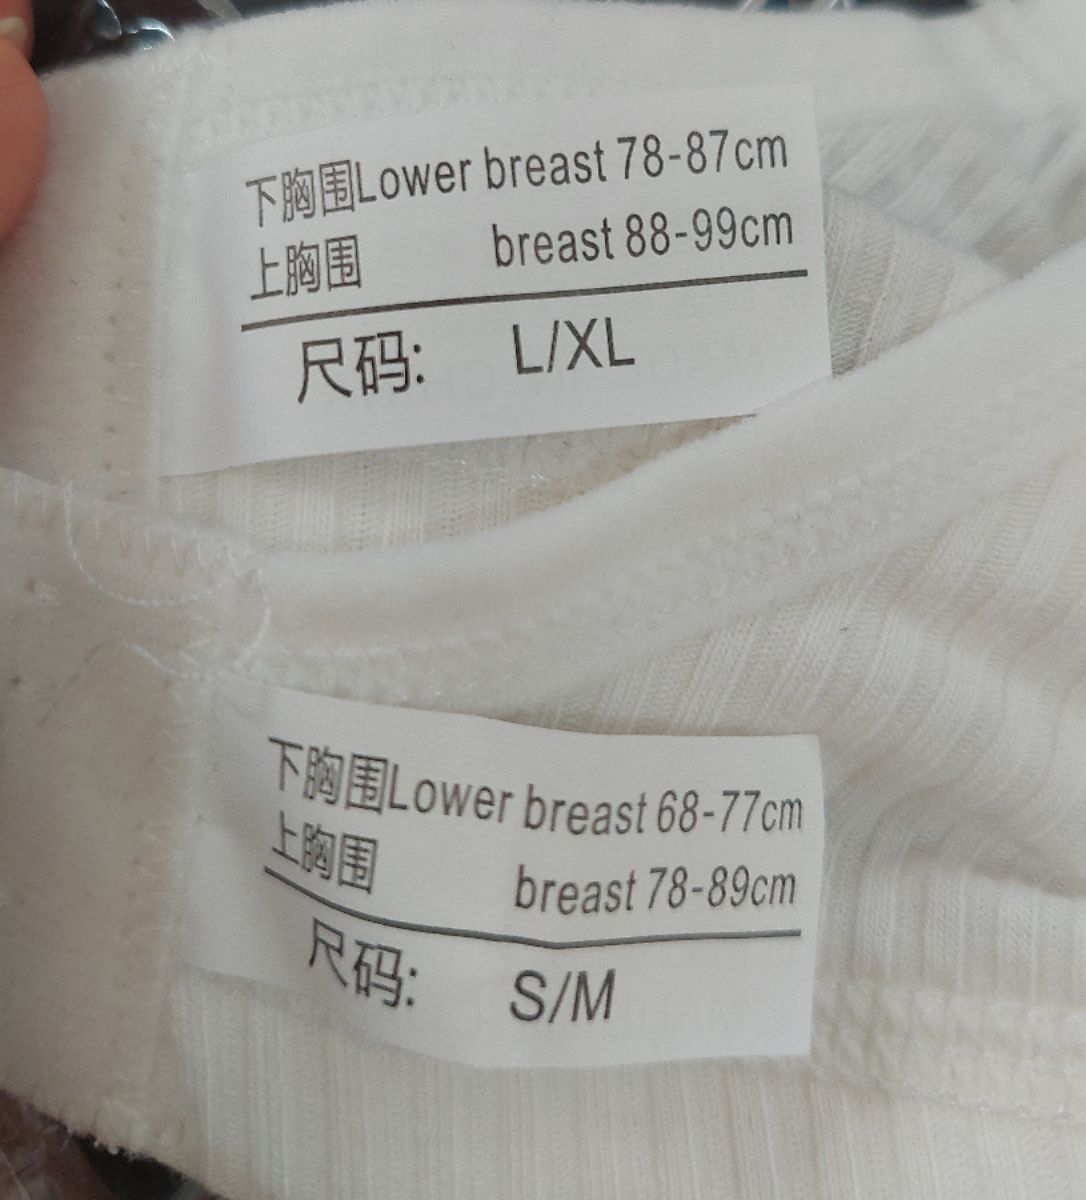 下胸围Lower breast 78-87cm
上胸围 breast 88-99cm
尺码: L/XL
下胸围Lower breast 68-77cm
上胸围 breast 78-89cm
尺码: S/M